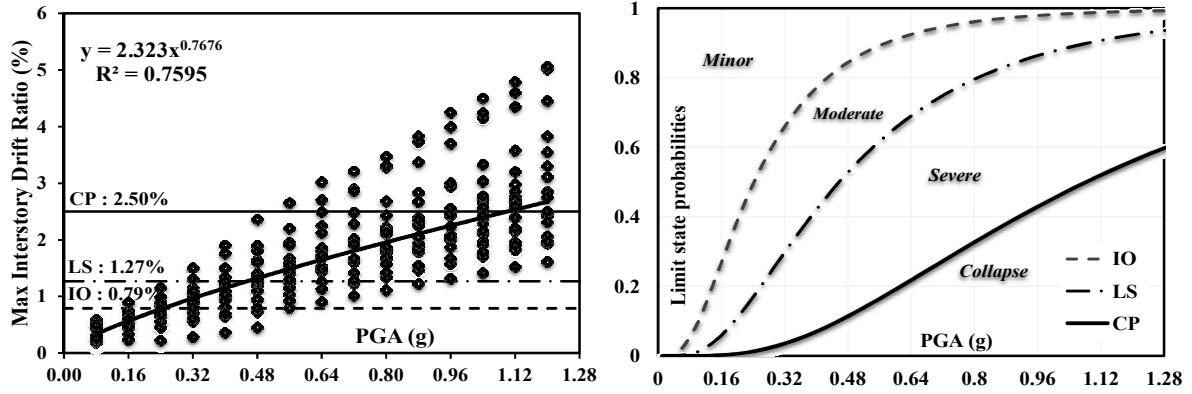 Max Interstory Drift Ratio (%)
6
5
4
3
2
1
0
y = 2.323x^0.7676
R² = 0.7595
CP : 2.50%
LS : 1.27%
IO : 0.79%
PGA (g)
0.00 0.16 0.32 0.48 0.64 0.80 0.96 1.12 1.28
Limit state probabilities
1
0.8
0.6
0.4
0.2
0
Minor
Moderate
Severe
Collapse
IO
LS
CP
PGA (g)
0 0.16 0.32 0.48 0.64 0.8 0.96 1.12 1.28